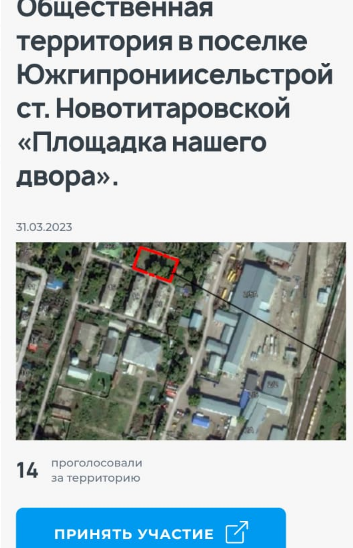 Общественная
территория в поселке
Южгипрониисельстрой
ст. Новотитаровской
«Площадка нашего
двора».
31.03.2023
14 проголосовали
за территорию
ПРИНЯТЬ УЧАСТИЕ